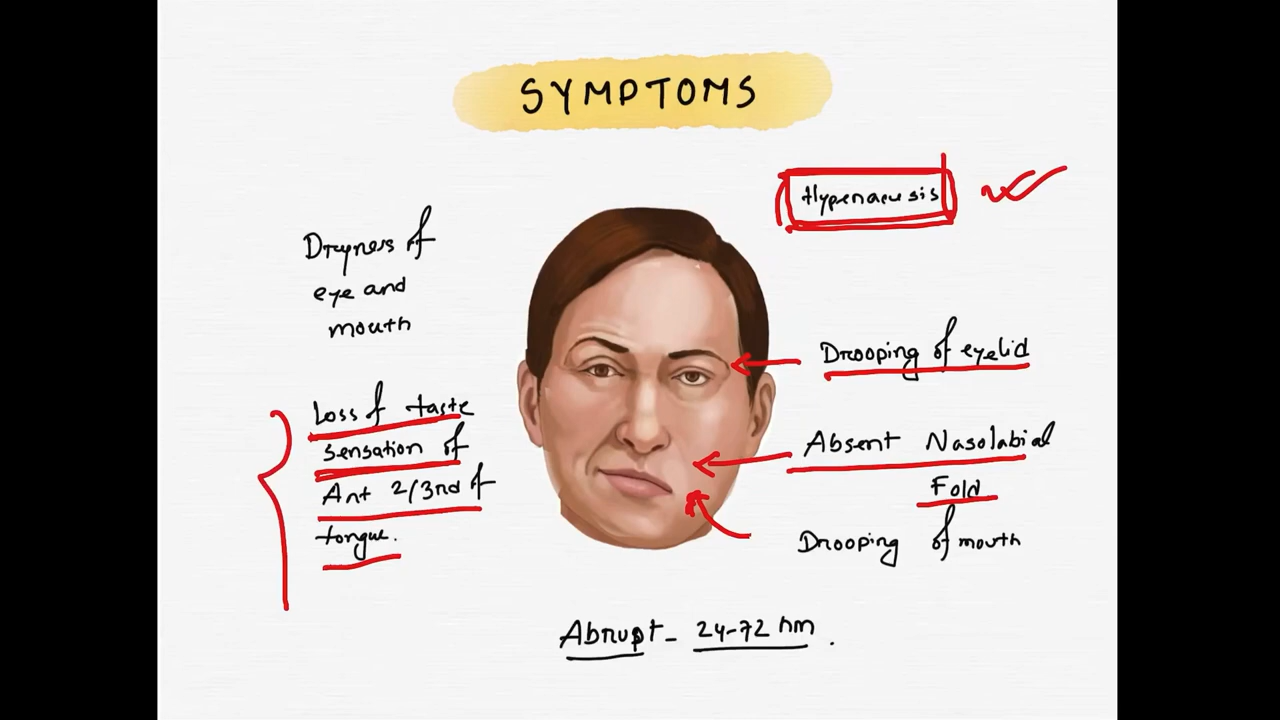 SYMPTOMS
Hyperacusis
Dryness of
eye and
mouth
Drooping of eyelid
Loss of taste
sensation of
Ant 2/3rd of
tongue.
Absent Nasolabial
Fold
Drooping of mouth
Abrupt - 24-72 hrs.